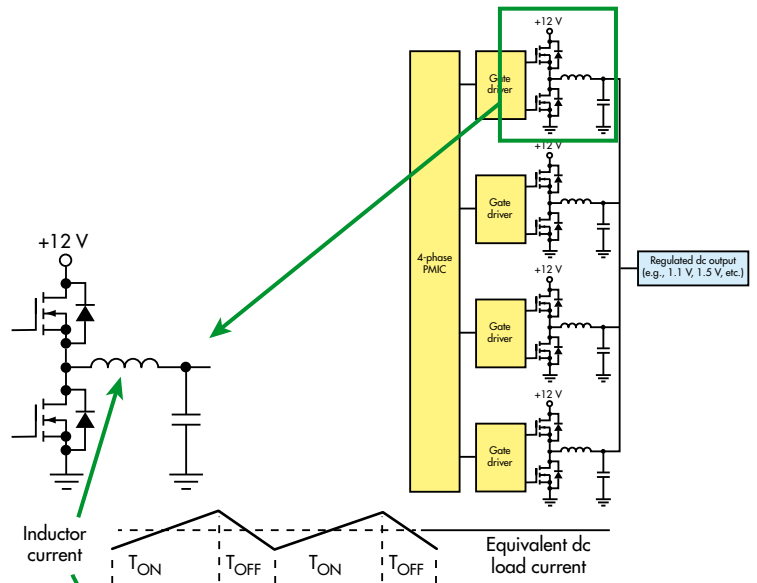 +12 V
Gate
driver
+12 V
Gate
driver
4-phase
PMIC
Regulated dc output
(e.g., 1.1 V, 1.5 V, etc.)
+12 V
Gate
driver
+12 V
Gate
driver
+12 V
Inductor
current
TON
TOFF
TON
TOFF
Equivalent dc
load current